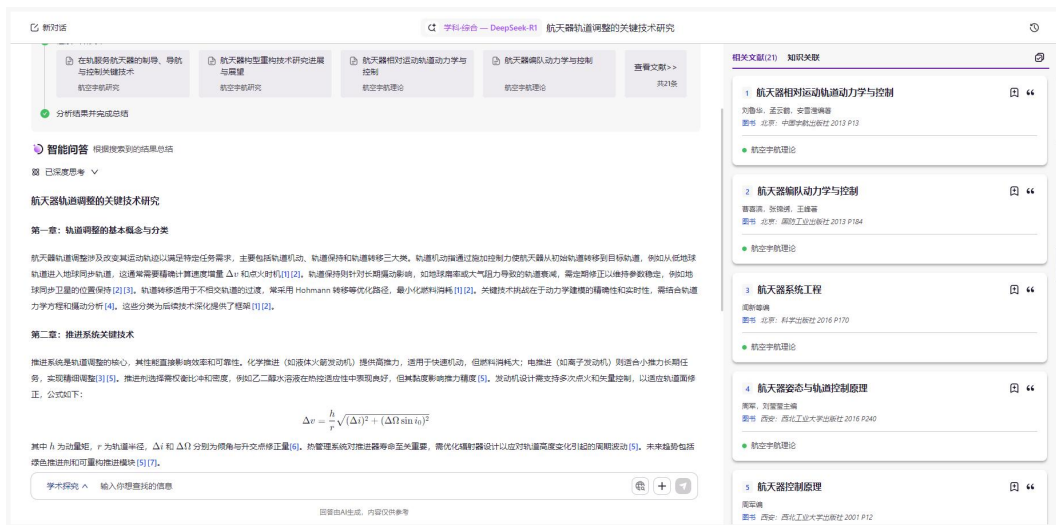 新对话
学科-综合 — DeepSeek-R1 航天器轨道调整的关键技术研究
在轨服务航天器的制导、导航与控制关键技术
航空宇航研究
航天器构型重构技术研究进展与展望
航空宇航研究
航天器相对运动轨道动力学与控制
航空宇航理论
航天器编队动力学与控制
航空宇航理论
查看文献>>
共21条
分析结果并完成总结
智能问答 根据搜索到的结果总结
已深度思考
航天器轨道调整的关键技术研究
第一章：轨道调整的基本概念与分类
航天器轨道调整涉及改变其运动轨迹以满足特定任务需求，主要包括轨道机动、轨道保持和轨道转移三大类。轨道机动指通过施加控制力使航天器从初始轨道转移到目标轨道，例如从低地球
轨道进入地球同步轨道，这通常需要精确计算速度增量 Δv 和点火时机[1][2]。轨道保持则针对长期摄动影响，如地球扁率或大气阻力导致的轨道衰减，需定期修正以维持参数稳定，例如地
球同步卫星的位置保持[2][3]。轨道转移适用于不相交轨道的过渡，常采用 Hohmann 转移等优化路径，最小化燃料消耗[1][2]。关键技术挑战在于动力学建模的精确性和实时性，需结合轨道
力学方程和摄动分析[4]。这些分类为后续技术深化提供了框架[1][2]。
第二章：推进系统关键技术
推进系统是轨道调整的核心，其性能直接影响效率和可靠性。化学推进（如液体火箭发动机）提供高推力，适用于快速机动，但燃料消耗大；电推进（如离子发动机）则适合小推力长期任
务，实现精细调整[3][5]。推进剂选择需权衡比冲和密度，例如乙二醇水溶液在热控适应性中表现良好，但其黏度影响推力精度[5]。发动机设计需支持多次点火和矢量控制，以适应轨道面修
正，公式如下：
Δv = h/r √((Δi)² + (ΔΩ sin i₀)²)
其中 h 为动量矩，r 为轨道半径，Δi 和 ΔΩ 分别为倾角与升交点修正量[6]。热管理系统对推进器寿命至关重要，需优化辐射器设计以应对轨道高度变化引起的周期波动[5]。未来趋势包括
绿色推进剂和可重构推进模块[5][7]。
学术探究 输入你想查找的信息
回答由AI生成，内容仅供参考
相关文献(21) 知识关联
1 航天器相对运动轨道动力学与控制
刘鲁华，孟云鹤，安雪滢编著
图书 北京：中国宇航出版社 2013 P13
航空宇航理论
2 航天器编队动力学与控制
曹喜滨，张锦绣，王峰著
图书 北京：国防工业出版社 2013 P184
航空宇航理论
3 航天器系统工程
闻新等编
图书 北京：科学出版社 2016 P170
航空宇航理论
4 航天器姿态与轨道控制原理
周军，刘莹莹主编
图书 西安：西北工业大学出版社 2016 P240
航空宇航理论
5 航天器控制原理
周军编
图书 西安：西北工业大学出版社 2001 P12